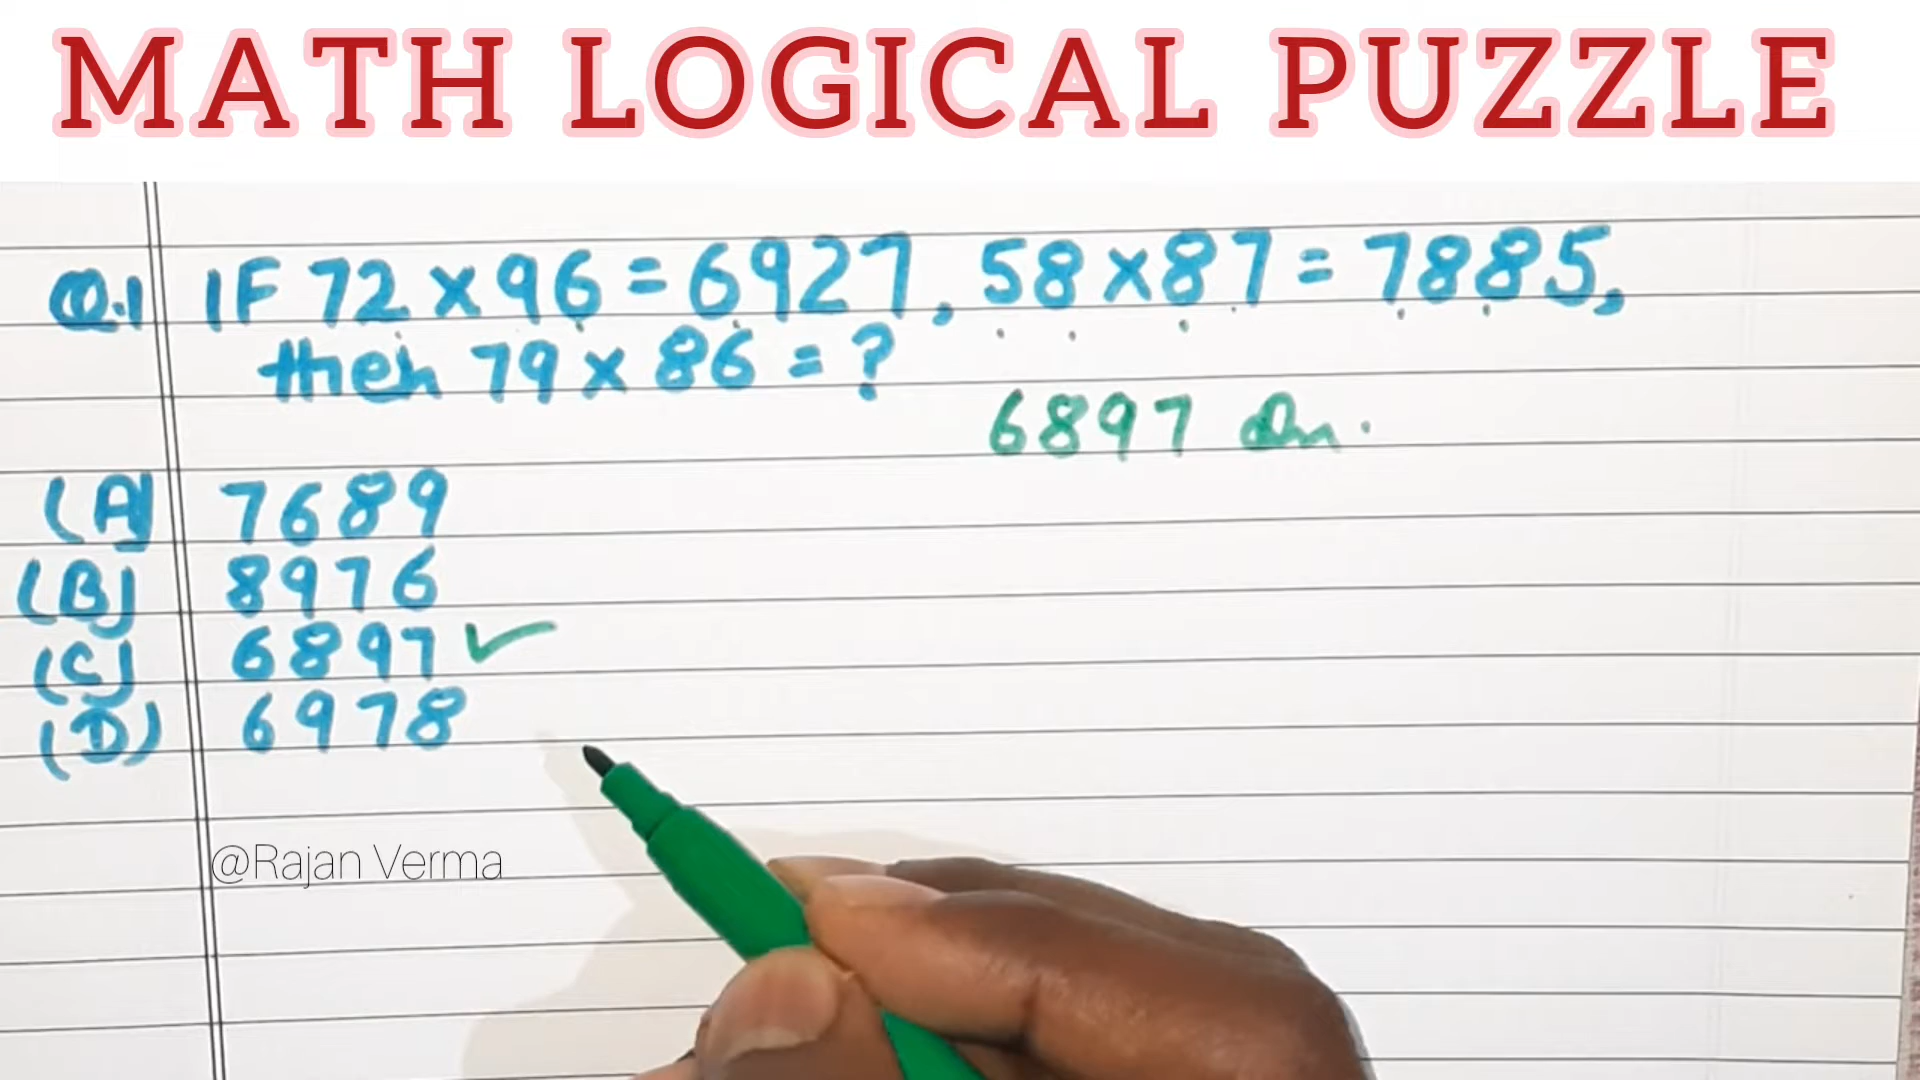 MATH LOGICAL PUZZLE
Q.1 IF 72 × 96 = 6927, 58 × 87 = 7885,
then 79 × 86 = ?
6897 Ans.
(A) 7689
(B) 8976
(C) 6897 ✓
(D) 6978
@Rajan Verma